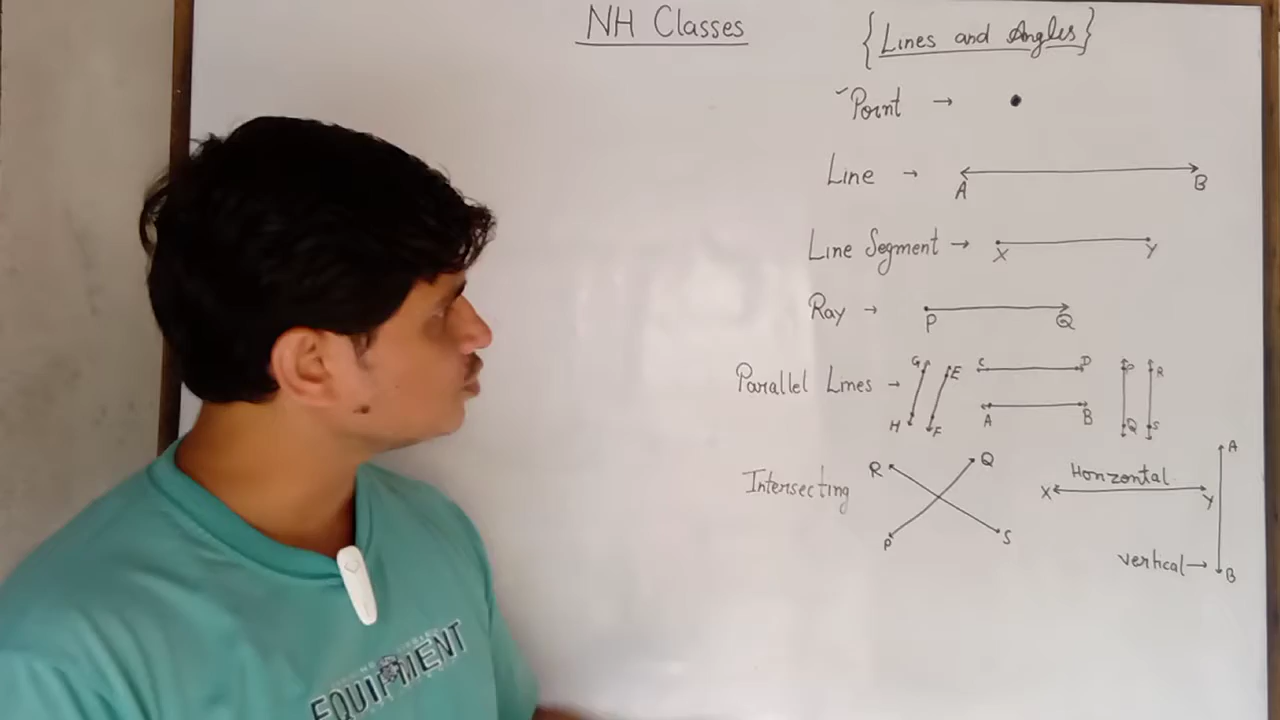 NH Classes
{Lines and Angles}
Point →
Line →
A B
Line Segment →
X Y
Ray →
P Q
Parallel Lines →
G E C D P R
H F A B Q S
Intersecting
R Q
P S
Horizontal
X Y
A
vertical →
B
EQUIPMENT